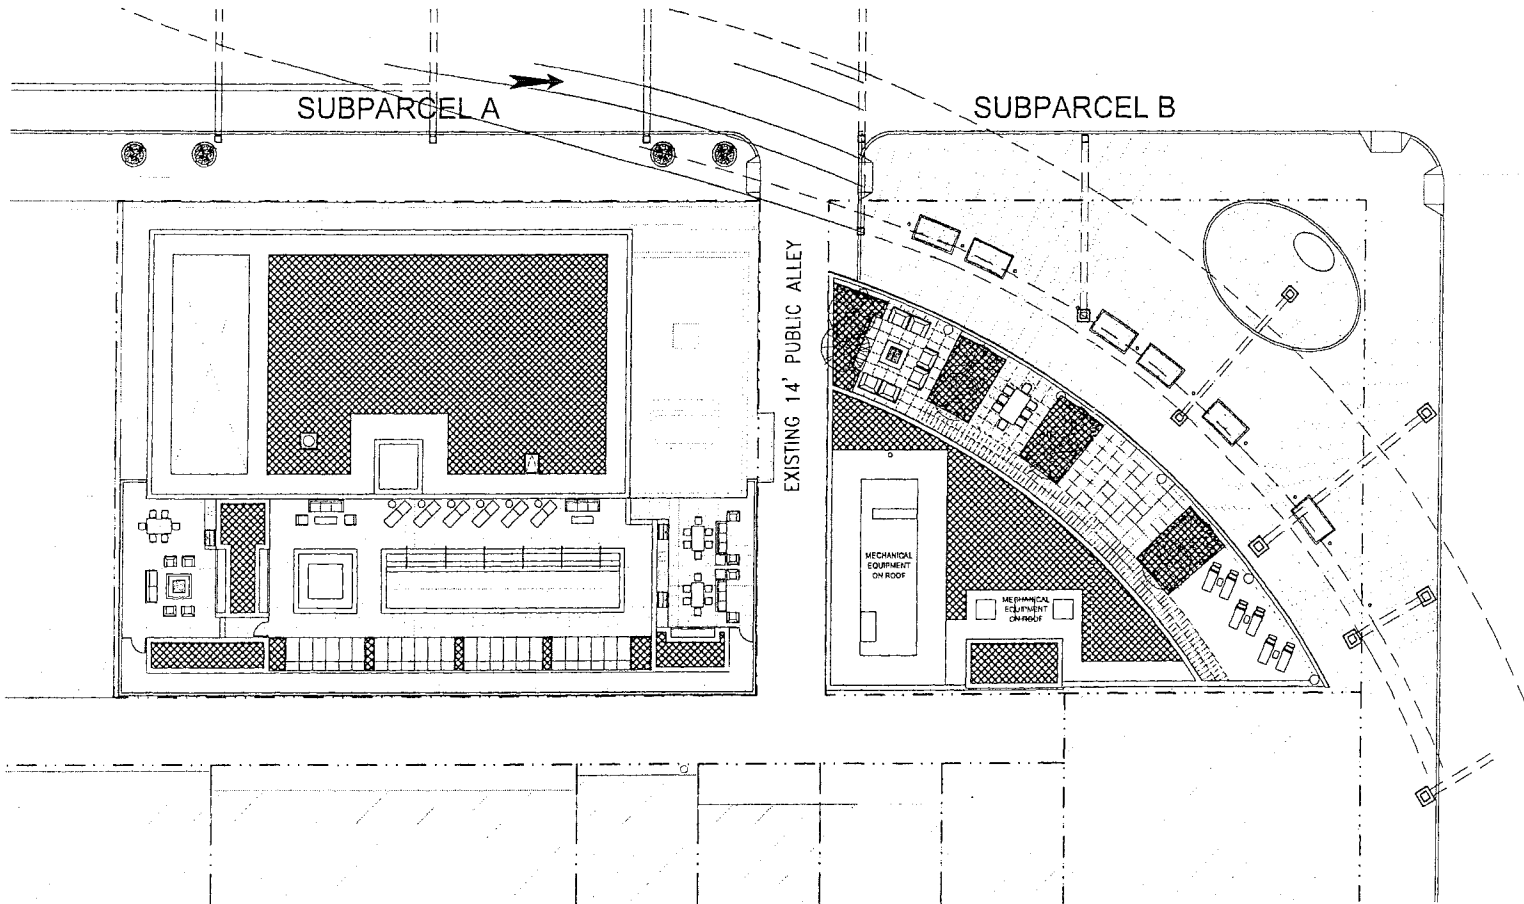 SUBPARCEL A
SUBPARCEL B
EXISTING 14' PUBLIC ALLEY
MECHANICAL
EQUIPMENT
ON ROOF
MECHANICAL
EQUIPMENT
ON ROOF